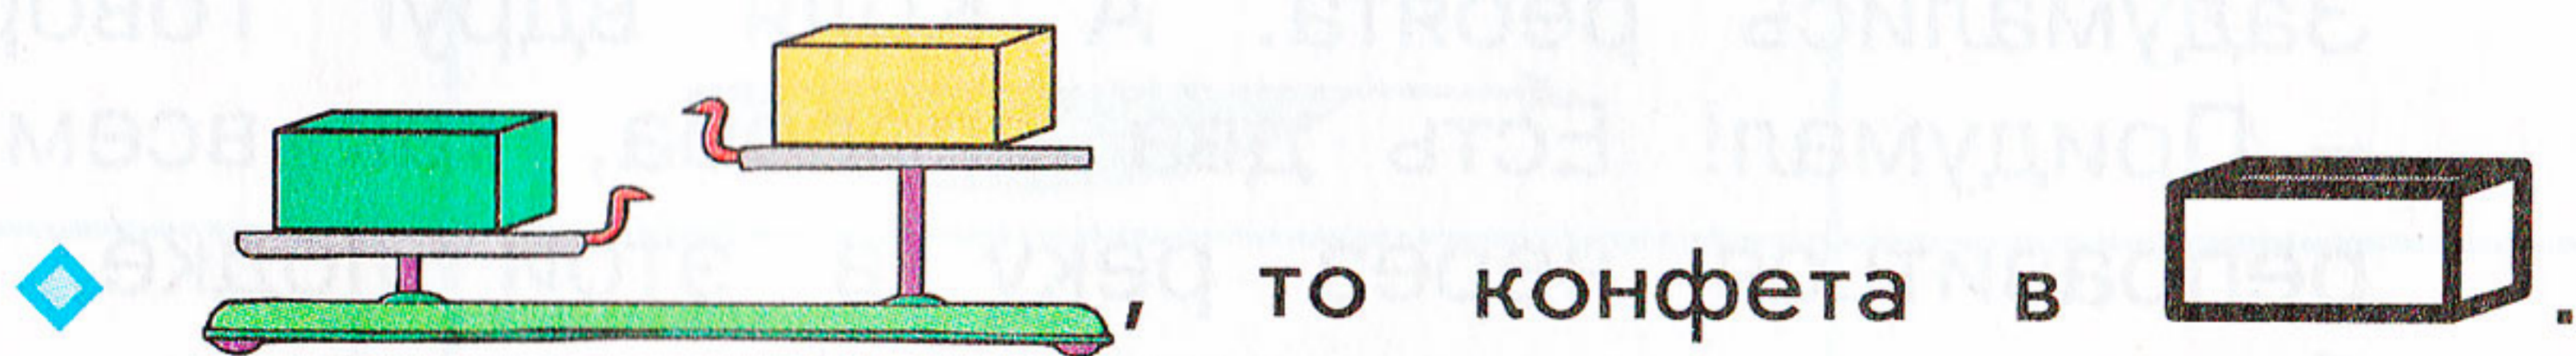 , то конфета в .